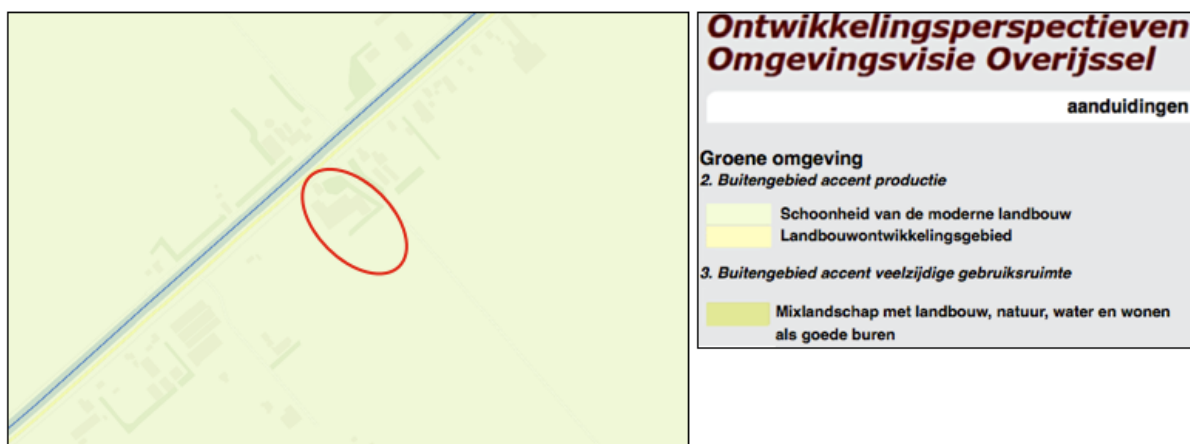 Ontwikkelingsperspectieven
Omgevingsvisie Overijssel
aanduidingen
Groene omgeving
2. Buitengebied accent productie
Schoonheid van de moderne landbouw
Landbouwontwikkelingsgebied
3. Buitengebied accent veelzijdige gebruiksruimte
Mixlandschap met landbouw, natuur, water en wonen
als goede buren